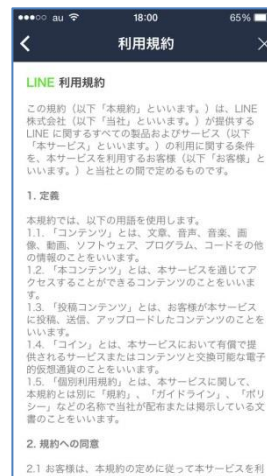 au 18:00 65%
利用規約
LINE 利用規約
この規約（以下「本規約」といいます。）は、LINE
株式会社（以下「当社」といいます。）が提供する
LINE に関するすべての製品およびサービス（以下
「本サービス」といいます。）の利用に関する条件
を、本サービスを利用するお客様（以下「お客様」と
いいます。）と当社との間で定めるものです。
1. 定義
本規約では、以下の用語を使用します。
1.1. 「コンテンツ」とは、文章、音声、音楽、画
像、動画、ソフトウェア、プログラム、コードその他
の情報のことをいいます。
1.2. 「本コンテンツ」とは、本サービスを通じてア
クセスすることができるコンテンツのことをいいま
す。
1.3. 「投稿コンテンツ」とは、お客様が本サービス
に投稿、送信、アップロードしたコンテンツのことを
いいます。
1.4. 「コイン」とは、本サービスにおいて有償で提
供されるサービスまたはコンテンツと交換可能な電子
的仮想通貨のことをいいます。
1.5. 「個別利用規約」とは、本サービスに関して、
本規約とは別に「規約」、「ガイドライン」、「ポリ
シー」などの名称で当社が配布または掲示している文
書のことをいいます。
2. 規約への同意
2.1 お客様は、本規約の定めに従って本サービスを利